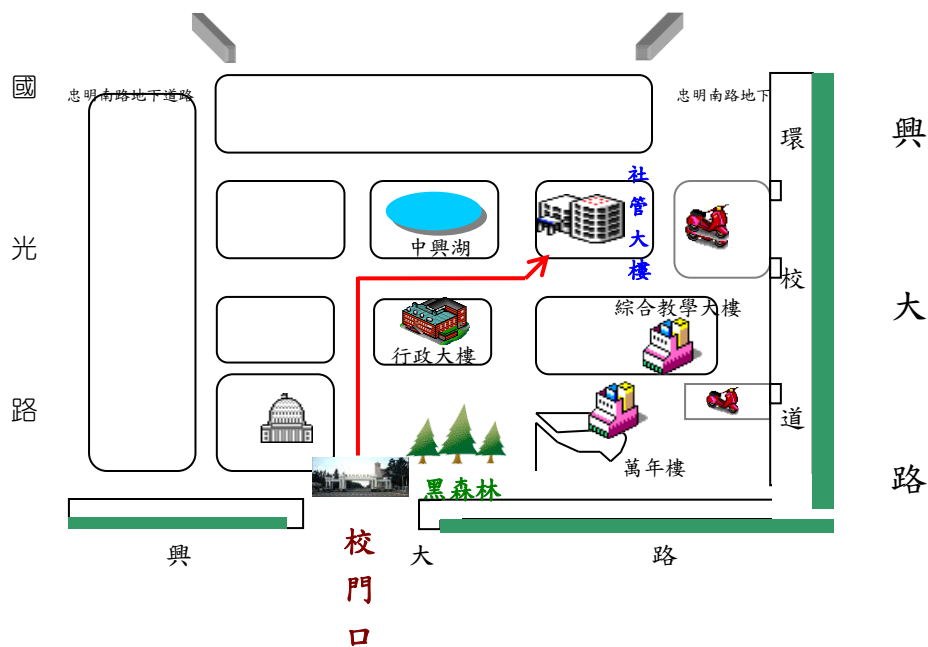 國光路
忠明南路地下道路
忠明南路地下
環校道
興大路
社管大樓
中興湖
綜合教學大樓
行政大樓
萬年樓
黑森林
興大路
校門口